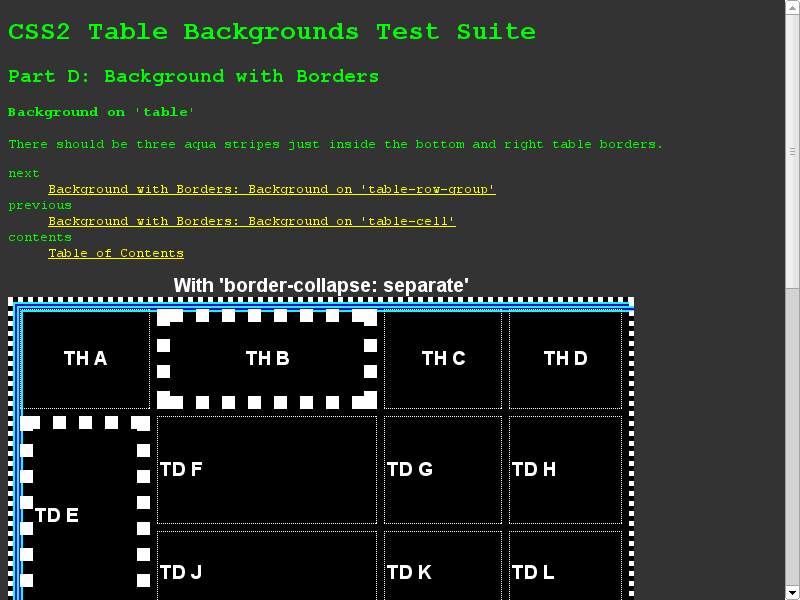 CSS2 Table Backgrounds Test Suite
Part D: Background with Borders
Background on 'table'
There should be three aqua stripes just inside the bottom and right table borders.
next
Background with Borders: Background on 'table-row-group'
previous
Background with Borders: Background on 'table-cell'
contents
Table of Contents
With 'border-collapse: separate'
TH A TH B TH C TH D
TD F TD G TD H
TD E
TD J TD K TD L